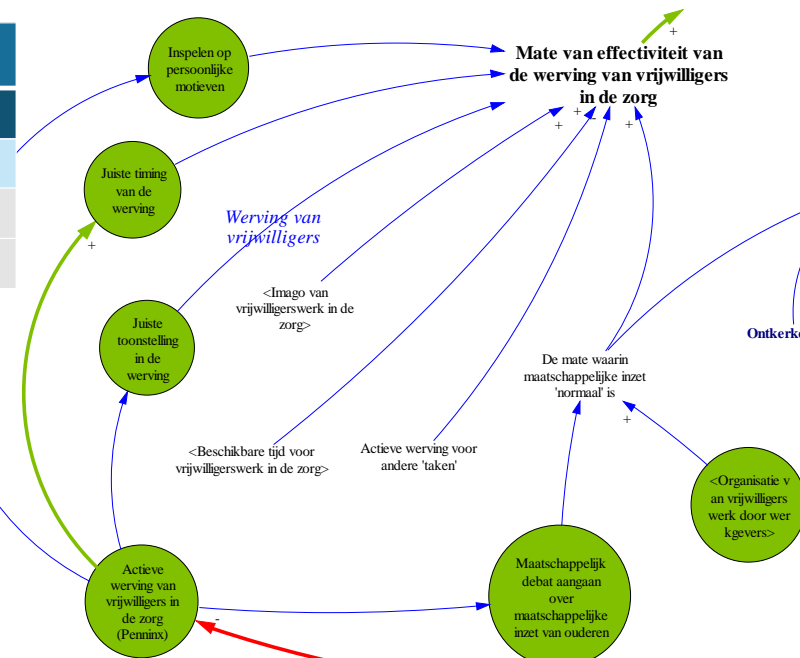 +
Inspelen op
persoonlijke
motieven
Mate van effectiviteit van
de werving van vrijwilligers
in de zorg
+
+
-
+
Juiste timing
van de
werving
+
Werving van
vrijwilligers
<Imago van
vrijwilligerswerk in de
zorg>
Juiste
toonstelling
in de
werving
De mate waarin
maatschappelijke inzet
'normaal' is
+
Ontkerke
<Beschikbare tijd voor
vrijwilligerswerk in de zorg>
Actieve werving voor
andere 'taken'
<Organisatie v
an vrijwilligers
werk door wer
kgevers>
Actieve
werving van
vrijwilligers in
de zorg
(Penninx)
-
Maatschappelijk
debat aangaan
over
maatschappelijke
inzet van ouderen